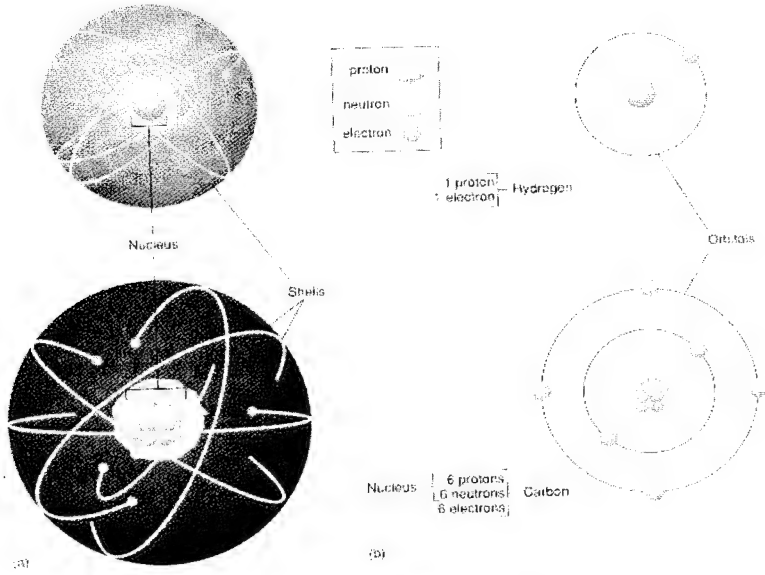 proton
neutron
electron
1 proton
1 electron
Hydrogen
Nucleus
Orbitals
Shells
Nucleus
6 protons
6 neutrons
6 electrons
Carbon
(a)
(b)